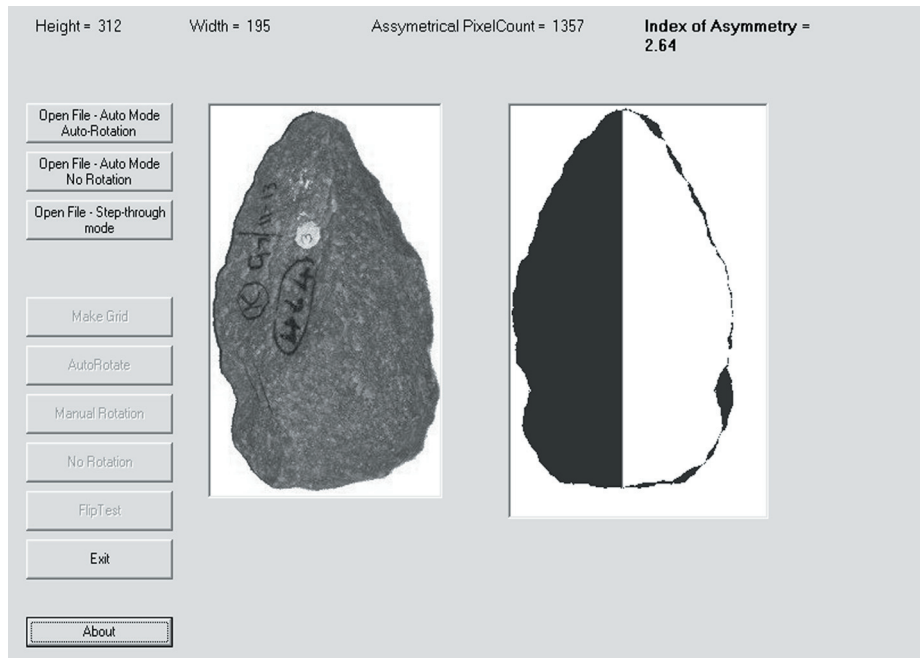 Height = 312 Width = 195 Assymetrical PixelCount = 1357 Index of Asymmetry =
2.64
Open File - Auto Mode
Auto-Rotation
Open File - Auto Mode
No Rotation
Open File - Step-through
mode
Make Grid
AutoRotate
Manual Rotation
No Rotation
FlipTest
Exit
About
3